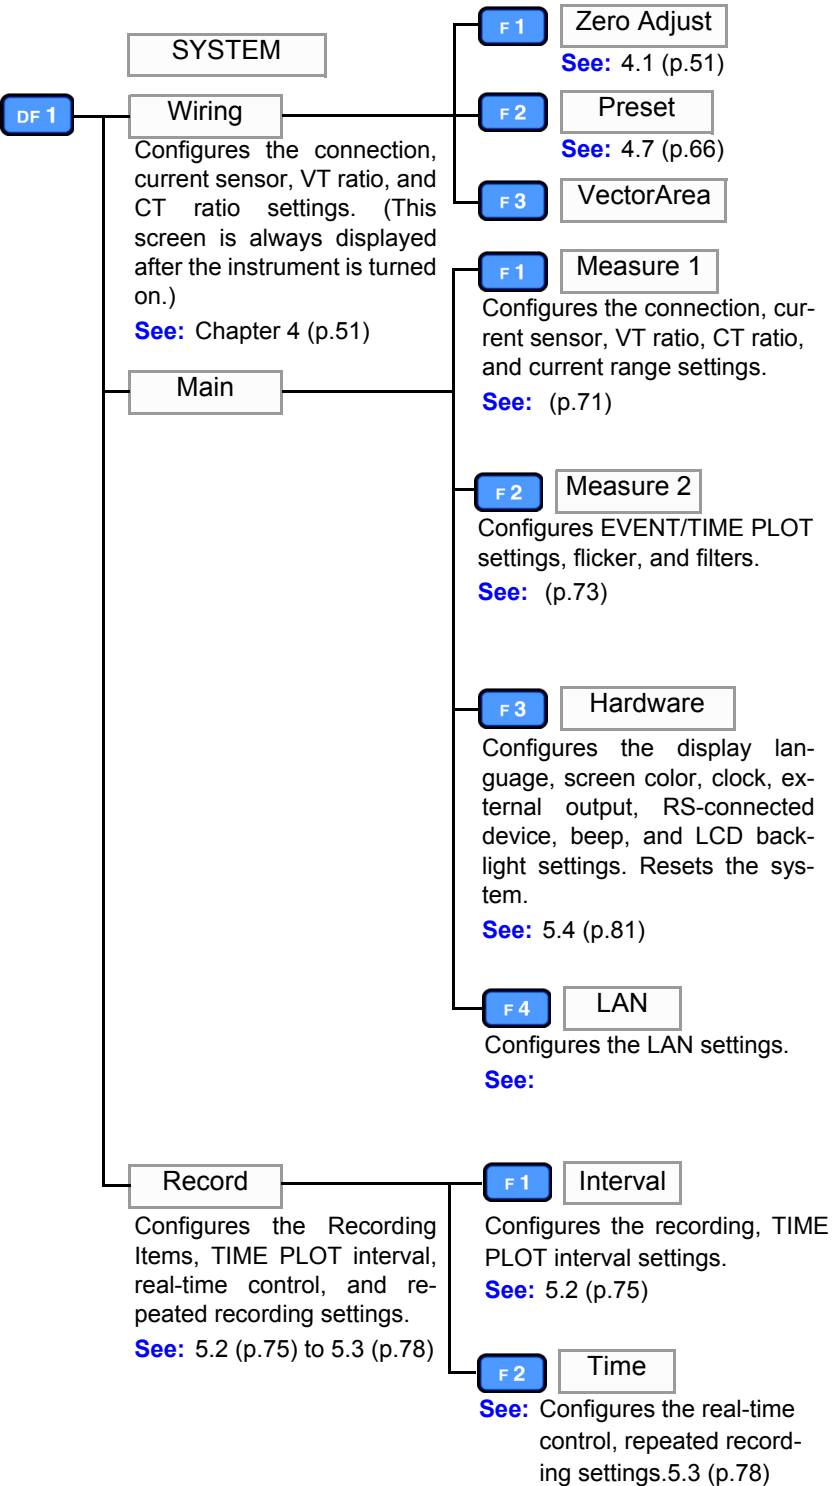 SYSTEM
DF 1
Wiring
Configures the connection,
current sensor, VT ratio, and
CT ratio settings. (This
screen is always displayed
after the instrument is turned
on.)
See: Chapter 4 (p.51)
F 1
Zero Adjust
See: 4.1 (p.51)
F 2
Preset
See: 4.7 (p.66)
F 3
VectorArea
Main
F 1
Measure 1
Configures the connection, cur-
rent sensor, VT ratio, CT ratio,
and current range settings.
See: (p.71)
F 2
Measure 2
Configures EVENT/TIME PLOT
settings, flicker, and filters.
See: (p.73)
F 3
Hardware
Configures the display lan-
guage, screen color, clock, ex-
ternal output, RS-connected
device, beep, and LCD back-
light settings. Resets the sys-
tem.
See: 5.4 (p.81)
F 4
LAN
Configures the LAN settings.
See:
Record
Configures the Recording
Items, TIME PLOT interval,
real-time control, and re-
peated recording settings.
See: 5.2 (p.75) to 5.3 (p.78)
F 1
Interval
Configures the recording, TIME
PLOT interval settings.
See: 5.2 (p.75)
F 2
Time
See: Configures the real-time
control, repeated record-
ing settings.5.3 (p.78)